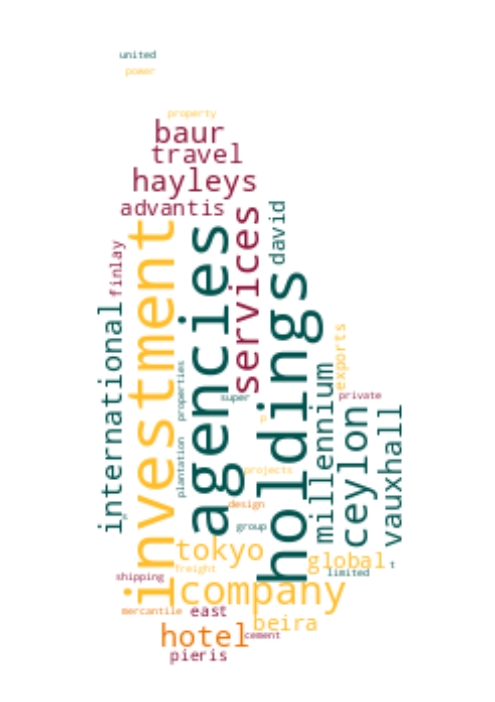 united
power
property
baur
travel
hayleys
advantis
david
services
finlay
investment
agencies
holdings
international
exports
properties
millennium
super
private
ceylon
vauxhall
p
plantation
projects
design
group
tokyo
global
t
freight
limited
shipping
company
mercantile
east
beira
hotel
cement
pieris